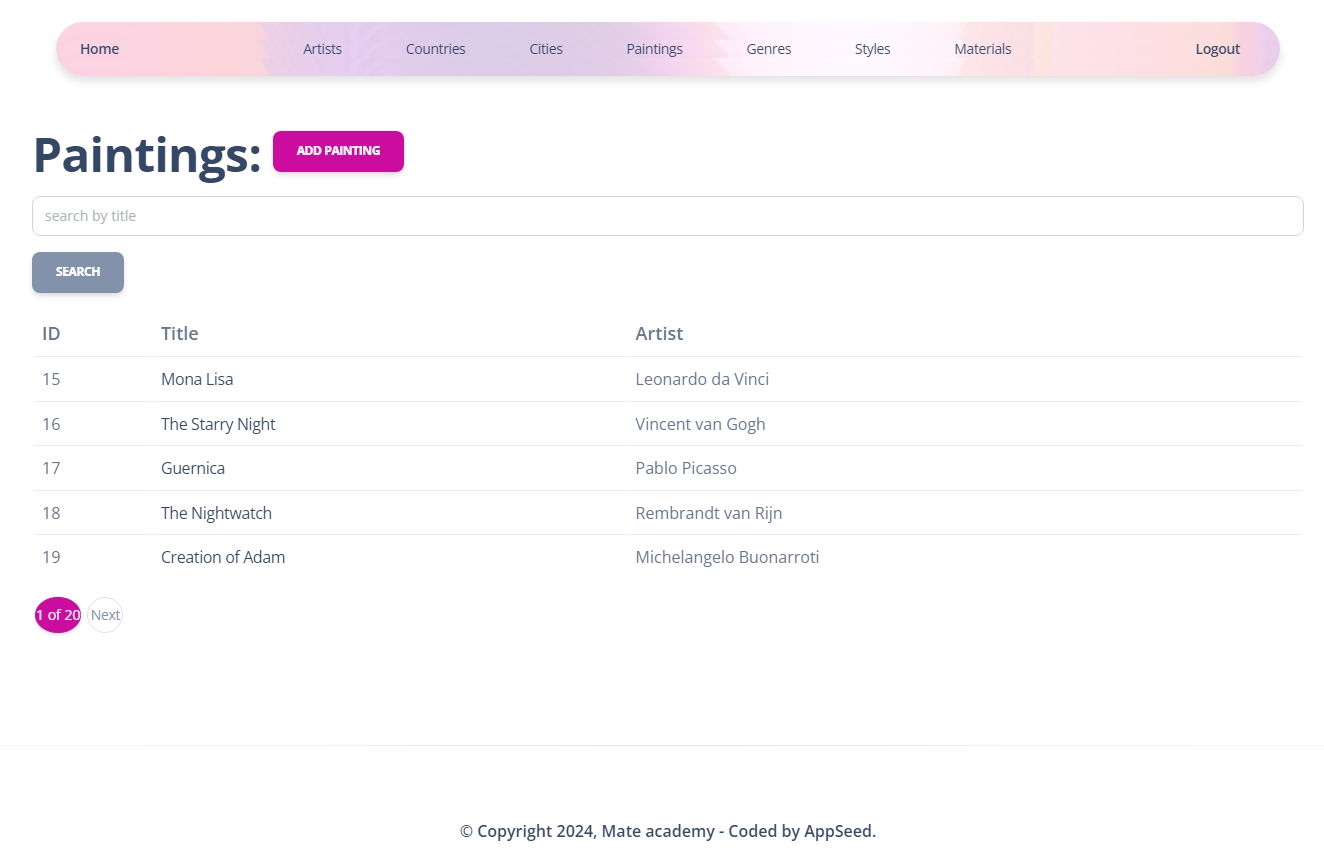 Home Artists Countries Cities Paintings Genres Styles Materials Logout
Paintings: ADD PAINTING
search by title
SEARCH
ID Title Artist
15 Mona Lisa Leonardo da Vinci
16 The Starry Night Vincent van Gogh
17 Guernica Pablo Picasso
18 The Nightwatch Rembrandt van Rijn
19 Creation of Adam Michelangelo Buonarroti
1 of 20 Next
© Copyright 2024, Mate academy - Coded by AppSeed.